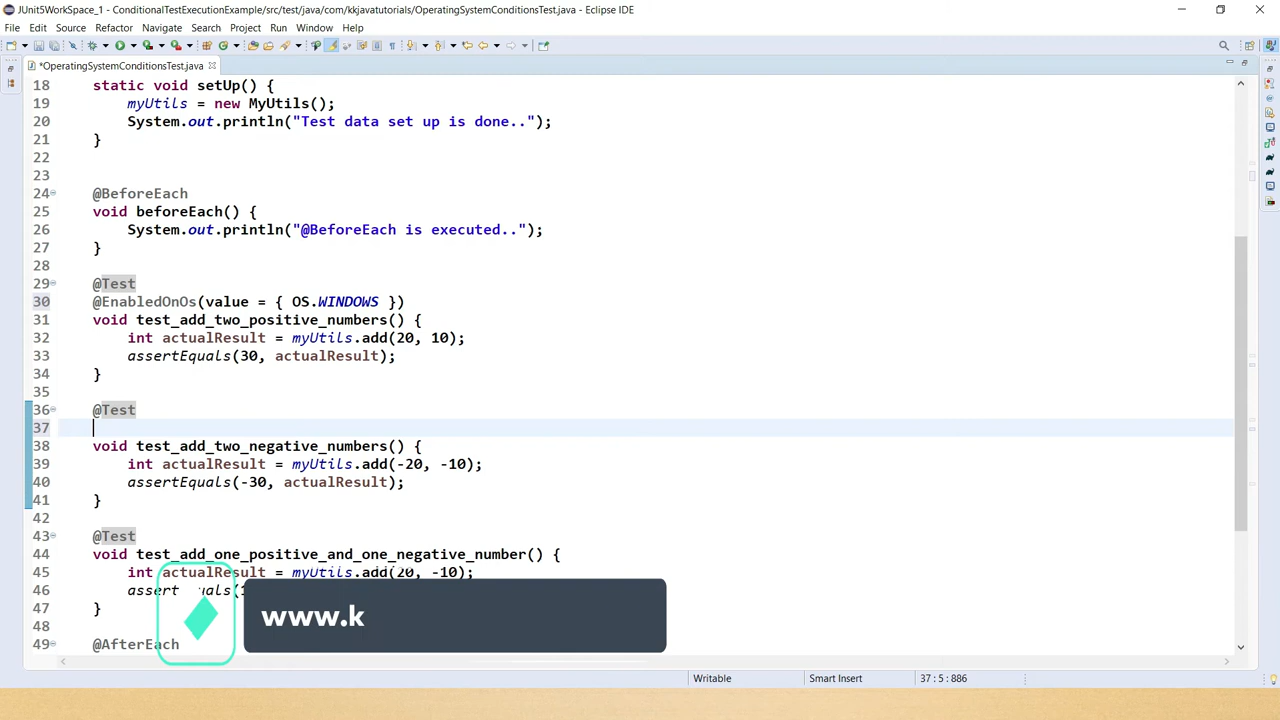 JUnit5WorkSpace_1 - ConditionalTestExecutionExample/src/test/java/com/kkjavatutorials/OperatingSystemConditionsTest.java - Eclipse IDE
File Edit Source Refactor Navigate Search Project Run Window Help
*OperatingSystemConditionsTest.java
18 static void setUp() {
19 myUtils = new MyUtils();
20 System.out.println("Test data set up is done..");
21 }
22
23
24 @BeforeEach
25 void beforeEach() {
26 System.out.println("@BeforeEach is executed..");
27 }
28
29 @Test
30 @EnabledOnOs(value = { OS.WINDOWS })
31 void test_add_two_positive_numbers() {
32 int actualResult = myUtils.add(20, 10);
33 assertEquals(30, actualResult);
34 }
35
36 @Test
37
38 void test_add_two_negative_numbers() {
39 int actualResult = myUtils.add(-20, -10);
40 assertEquals(-30, actualResult);
41 }
42
43 @Test
44 void test_add_one_positive_and_one_negative_number() {
45 int actualResult = myUtils.add(20, -10);
46
47 }
48
49 @AfterEach
www.k
Writable Smart Insert 37 : 5 : 886